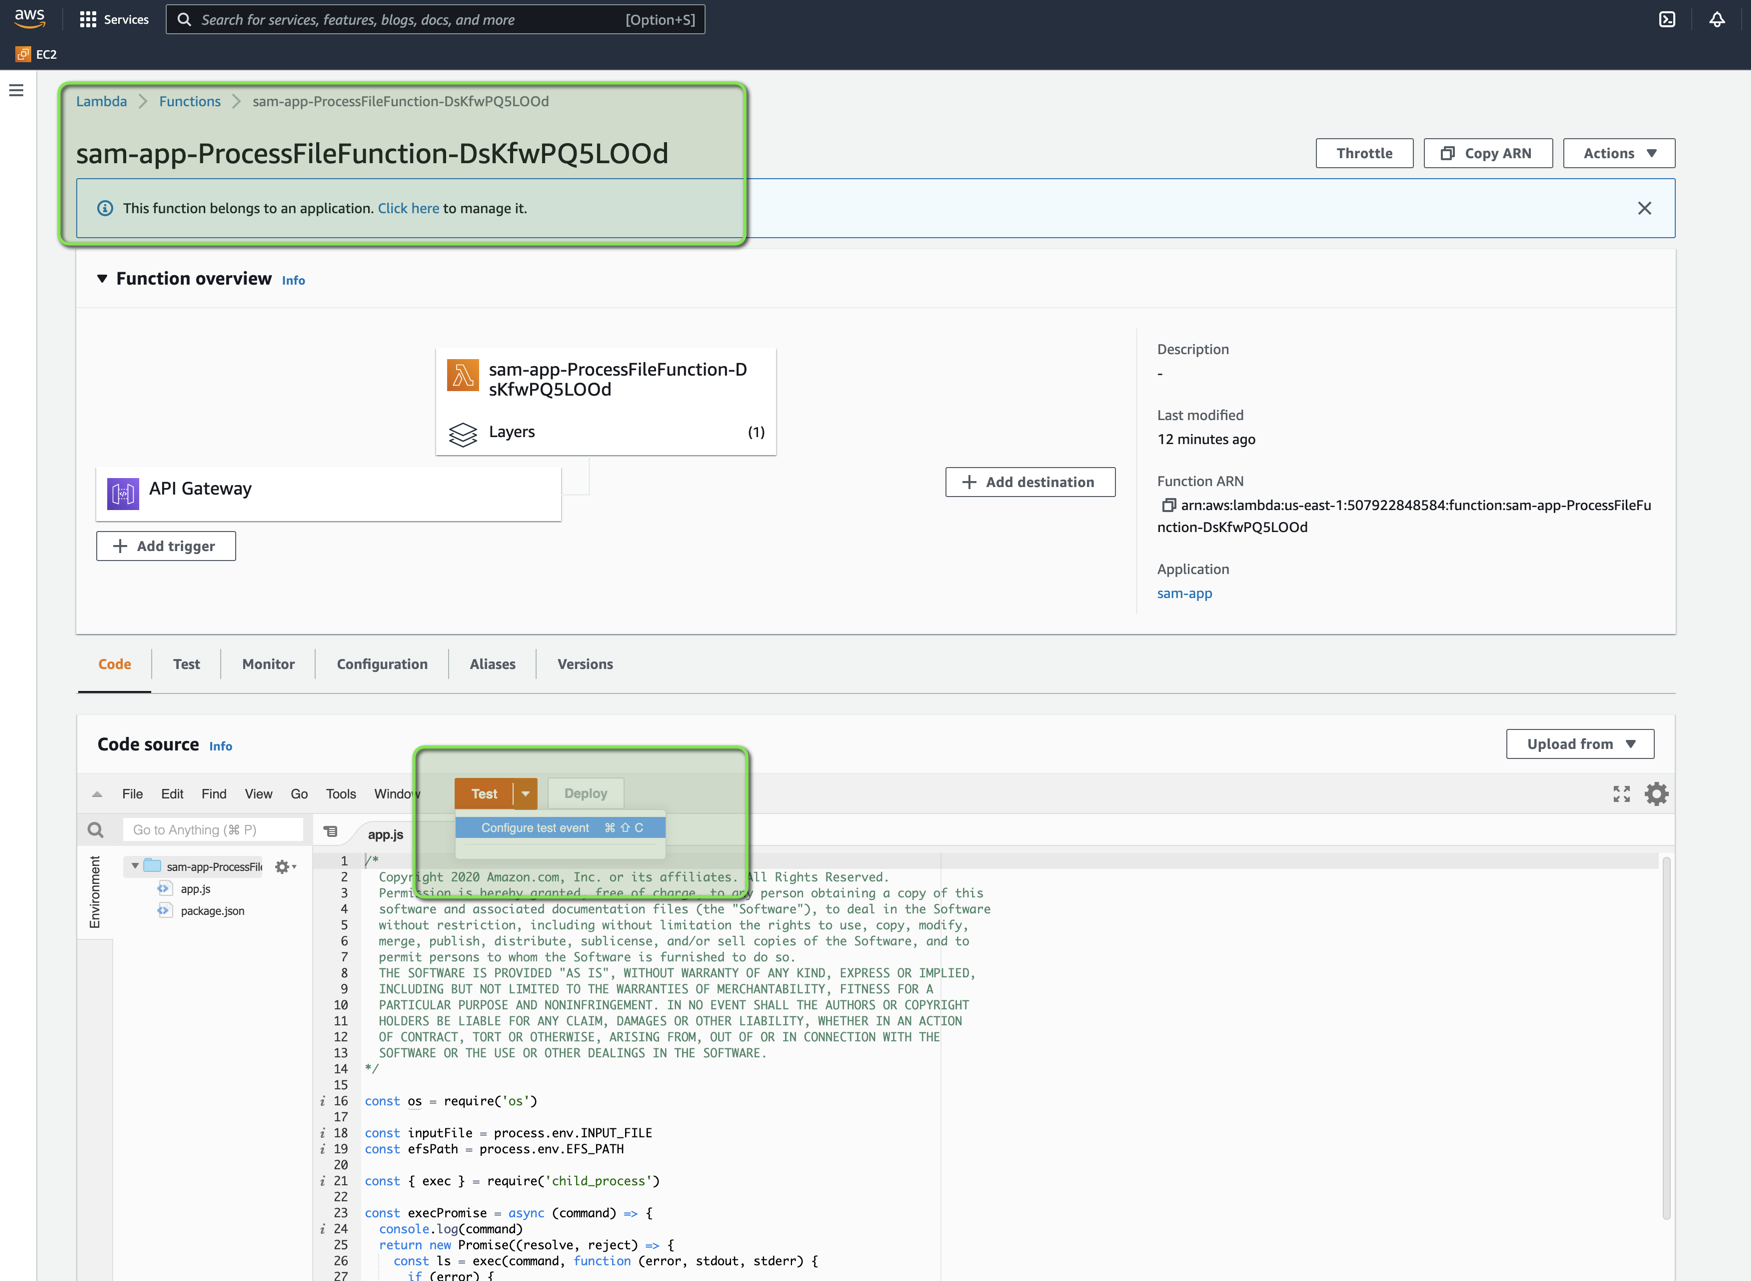 aws
Services
Search for services, features, blogs, docs, and more
[Option+S]
EC2
Lambda
Functions
sam-app-ProcessFileFunction-DsKfwPQ5LOOd
sam-app-ProcessFileFunction-DsKfwPQ5LOOd
Throttle
Copy ARN
Actions
This function belongs to an application. Click here to manage it.
Function overview Info
sam-app-ProcessFileFunction-D
sKfwPQ5LOOd
Layers (1)
API Gateway
Add trigger
Add destination
Description
-
Last modified
12 minutes ago
Function ARN
arn:aws:lambda:us-east-1:507922848584:function:sam-app-ProcessFileFu
nction-DsKfwPQ5LOOd
Application
sam-app
Code
Test
Monitor
Configuration
Aliases
Versions
Code source Info
Upload from
File Edit Find View Go Tools Window
Test
Deploy
Configure test event ⌘ ⇧ C
Go to Anything (⌘ P)
app.js
Environment
sam-app-ProcessFile
app.js
package.json
1 /*
2 Copyright 2020 Amazon.com, Inc. or its affiliates. All Rights Reserved.
3 Permission is hereby granted, free of charge, to any person obtaining a copy of this
4 software and associated documentation files (the "Software"), to deal in the Software
5 without restriction, including without limitation the rights to use, copy, modify,
6 merge, publish, distribute, sublicense, and/or sell copies of the Software, and to
7 permit persons to whom the Software is furnished to do so.
8 THE SOFTWARE IS PROVIDED "AS IS", WITHOUT WARRANTY OF ANY KIND, EXPRESS OR IMPLIED,
9 INCLUDING BUT NOT LIMITED TO THE WARRANTIES OF MERCHANTABILITY, FITNESS FOR A
10 PARTICULAR PURPOSE AND NONINFRINGEMENT. IN NO EVENT SHALL THE AUTHORS OR COPYRIGHT
11 HOLDERS BE LIABLE FOR ANY CLAIM, DAMAGES OR OTHER LIABILITY, WHETHER IN AN ACTION
12 OF CONTRACT, TORT OR OTHERWISE, ARISING FROM, OUT OF OR IN CONNECTION WITH THE
13 SOFTWARE OR THE USE OR OTHER DEALINGS IN THE SOFTWARE.
14 */
15
i 16 const os = require('os')
17
i 18 const inputFile = process.env.INPUT_FILE
i 19 const efsPath = process.env.EFS_PATH
20
i 21 const { exec } = require('child_process')
22
23 const execPromise = async (command) => {
i 24 console.log(command)
25 return new Promise((resolve, reject) => {
26 const ls = exec(command, function (error, stdout, stderr) {
27 if (error) {